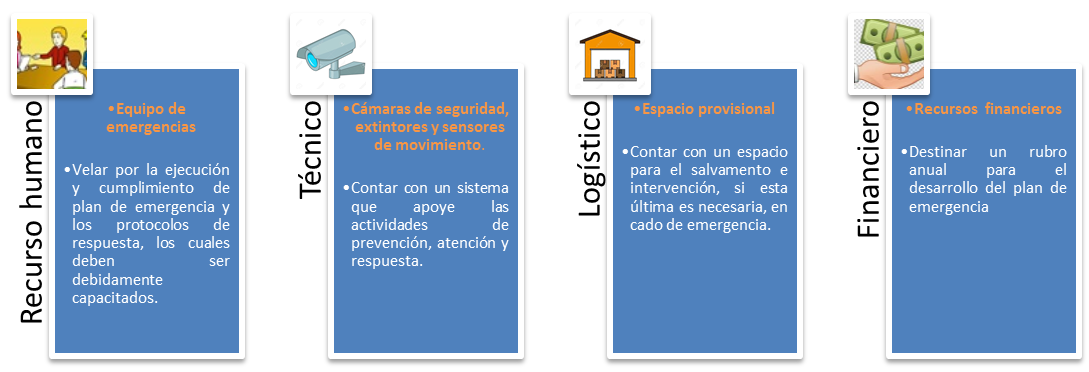 Recurso humano
•Equipo de
emergencias
•Velar por la ejecución
y cumplimiento de
plan de emergencia y
los protocolos de
respuesta, los cuales
deben ser
debidamente
capacitados.
Técnico
•Cámaras de seguridad,
extintores y sensores
de movimiento.
•Contar con un sistema
que apoye las
actividades de
prevención, atención y
respuesta.
Logístico
•Espacio provisional
•Contar con un espacio
para el salvamento e
intervención, si esta
última es necesaria, en
cado de emergencia.
Financiero
•Recursos financieros
•Destinar un rubro
anual para el
desarrollo del plan de
emergencia